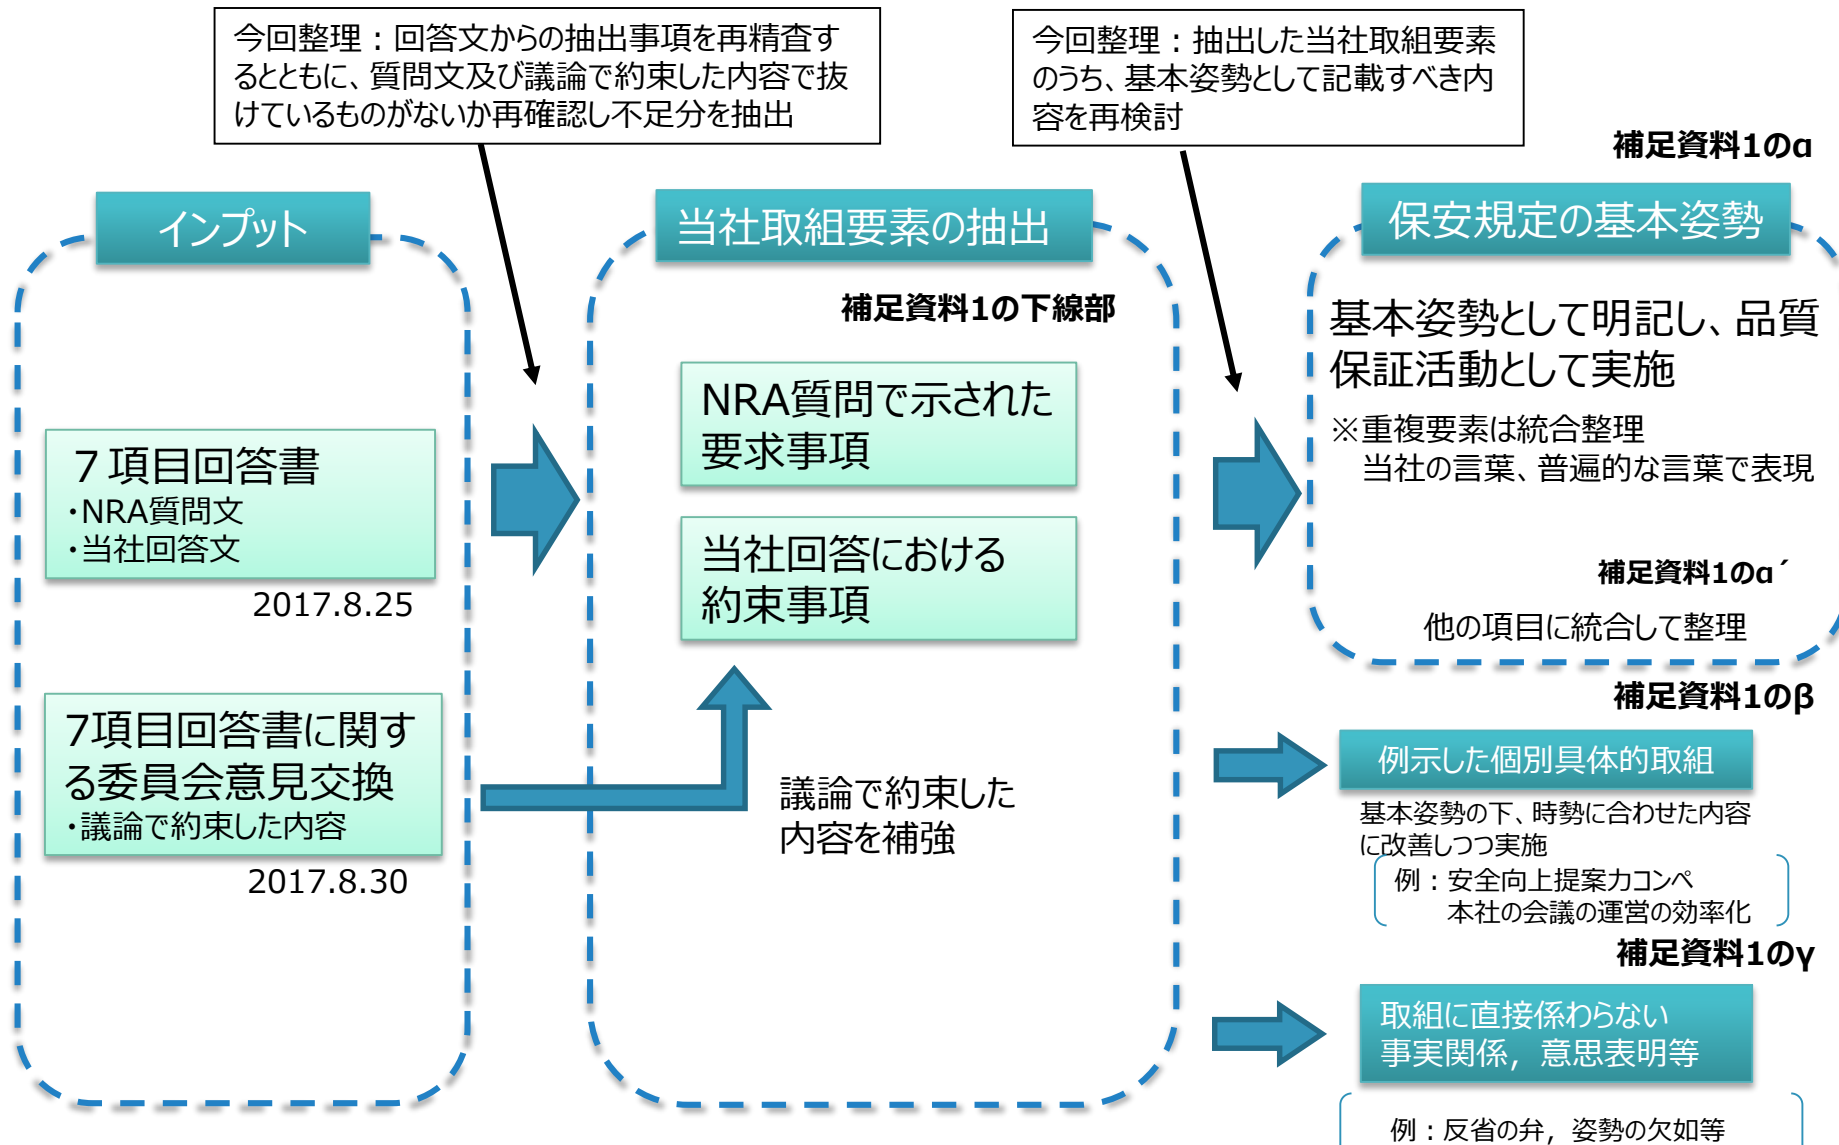 今回整理：回答文からの抽出事項を再精査す
るとともに、質問文及び議論で約束した内容で抜
けているものがないか再確認し不足分を抽出
今回整理：抽出した当社取組要素
のうち、基本姿勢として記載すべき内
容を再検討
補足資料1のα
インプット
７項目回答書
・NRA質問文
・当社回答文
2017.8.25
7項目回答書に関す
る委員会意見交換
・議論で約束した内容
2017.8.30
当社取組要素の抽出
補足資料1の下線部
NRA質問で示された
要求事項
当社回答における
約束事項
議論で約束した
内容を補強
保安規定の基本姿勢
基本姿勢として明記し、品質
保証活動として実施
※重複要素は統合整理
当社の言葉、普遍的な言葉で表現
補足資料1のα´
他の項目に統合して整理
補足資料1のβ
例示した個別具体的取組
基本姿勢の下、時勢に合わせた内容
に改善しつつ実施
例：安全向上提案力コンペ
本社の会議の運営の効率化
補足資料1のγ
取組に直接係わらない
事実関係，意思表明等
例：反省の弁，姿勢の欠如等